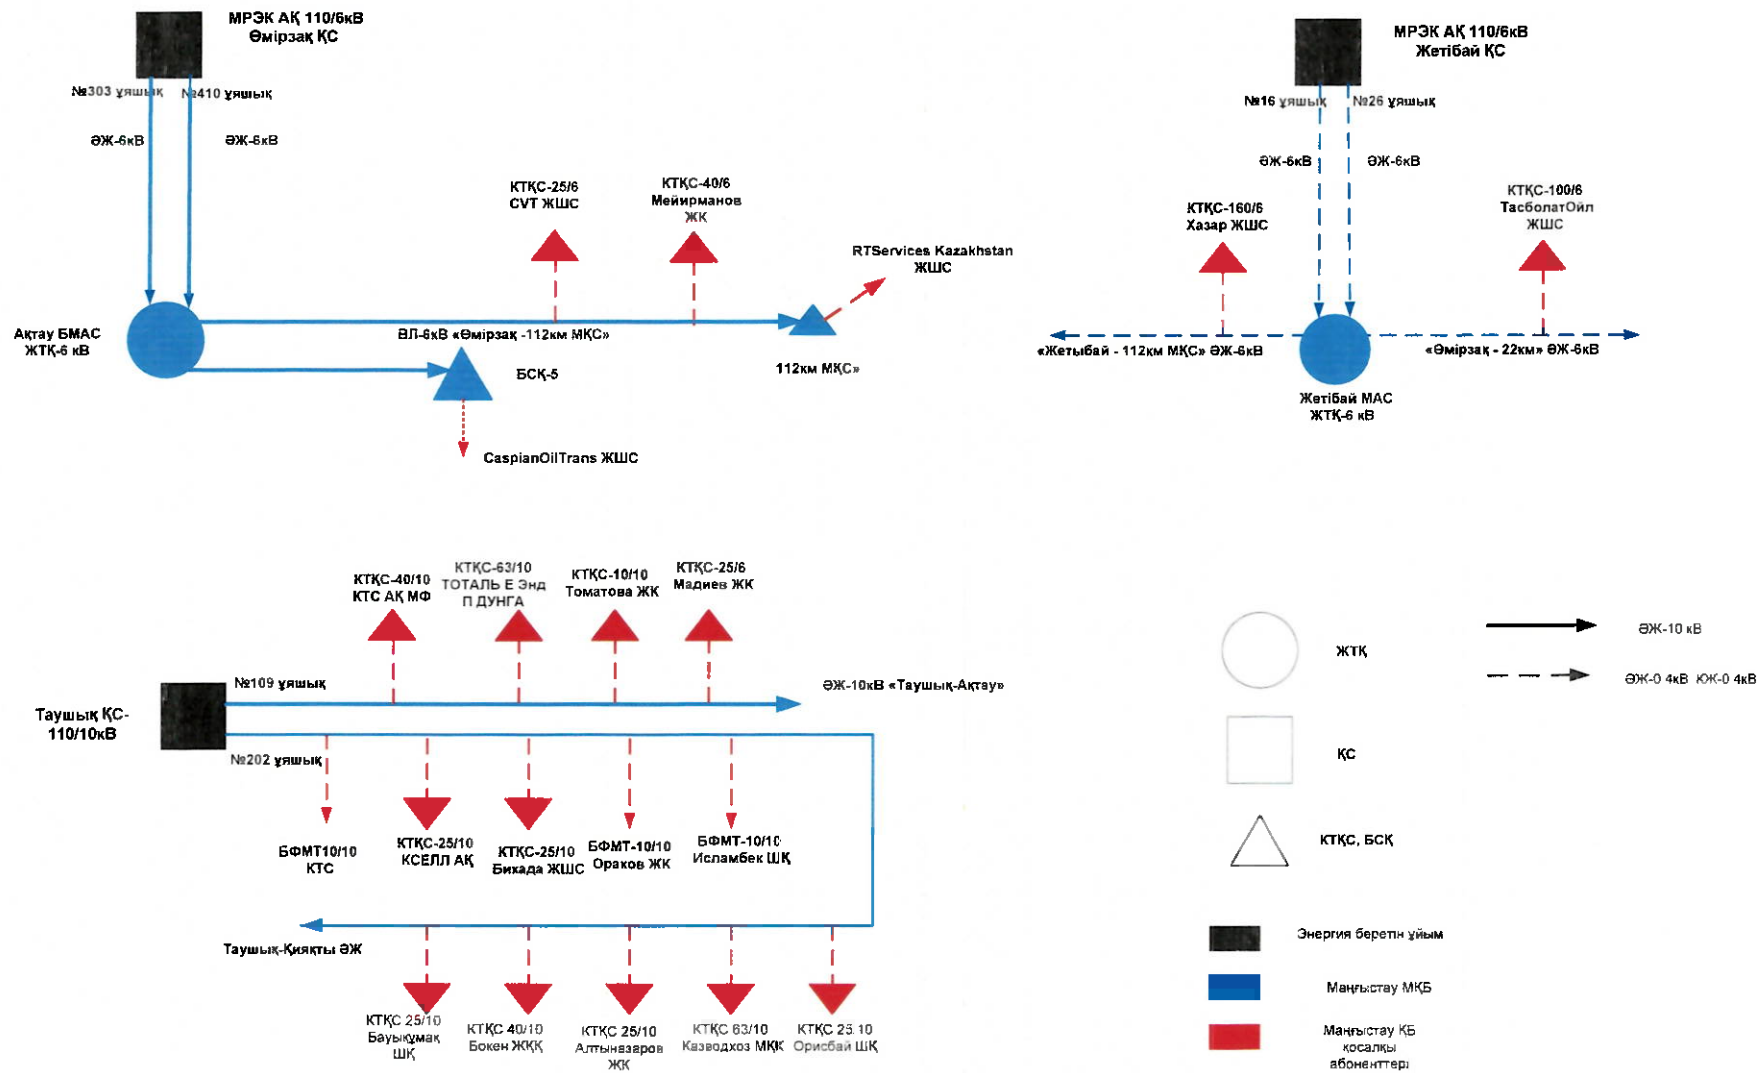 МРЭК АҚ 110/6кВ
Өмірзақ ҚС
№303 ұяшық
№410 ұяшық
ӘЖ-6кВ
ӘЖ-6кВ
КТҚС-25/6
CVT ЖШС
КТҚС-40/6
Мейирманов
ЖК
RTServices Kazakhstan
ЖШС
Ақтау БМАС
ЖТҚ-6 кВ
ВЛ-6кВ «Өмірзақ -112км МҚС»
БСҚ-5
112км МҚС»
CaspianOilTrans ЖШС
МРЭК АҚ 110/6кВ
Жетібай ҚС
№16 ұяшық
№26 ұяшық
ӘЖ-6кВ
ӘЖ-6кВ
КТҚС-160/6
Хазар ЖШС
КТҚС-100/6
ТасболатОйл
ЖШС
«Жетыбай - 112км МҚС» ӘЖ-6кВ
«Өмірзақ - 22км» ӘЖ-6кВ
Жетібай МАС
ЖТҚ-6 кВ
КТҚС-40/10
КТС АҚ МФ
КТҚС-63/10
ТОТАЛЬ Е Энд
П ДУНГА
КТҚС-10/10
Томатова ЖК
КТҚС-25/6
Мадиев ЖК
№109 ұяшық
ӘЖ-10кВ «Таушық-Ақтау»
Таушық ҚС-
110/10кВ
№202 ұяшық
БФМТ10/10
КТС
КТҚС-25/10
КСЕЛЛ АҚ
КТҚС-25/10
Бикада ЖШС
БФМТ-10/10
Ораков ЖК
БФМТ-10/10
Исламбек ШҚ
Таушық-Қияқты ӘЖ
КТҚС 25/10
Бауықұмақ
ШҚ
КТҚС 40/10
Бокен ЖҚҚ
КТҚС 25/10
Алтыназаров
ЖК
КТҚС 63/10
Казводхоз МҚК
КТҚС 25.10
Орисбай ШҚ
ЖТҚ
ҚС
КТҚС, БСҚ
ӘЖ-10 кВ
ӘЖ-0 4кВ КЖ-0 4кВ
Энергия беретін ұйым
Маңғыстау МҚБ
Маңғыстау ҚБ
қосалқы
абоненттері